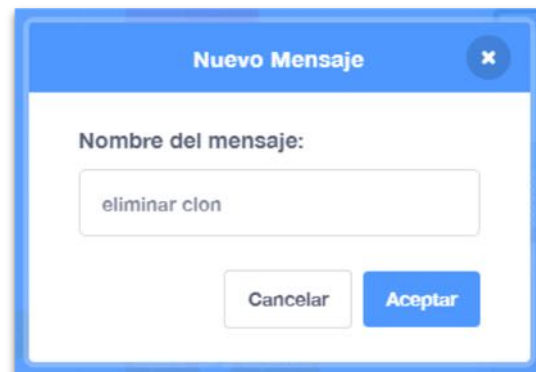 Nuevo Mensaje
Nombre del mensaje:
eliminar clon
Cancelar
Aceptar